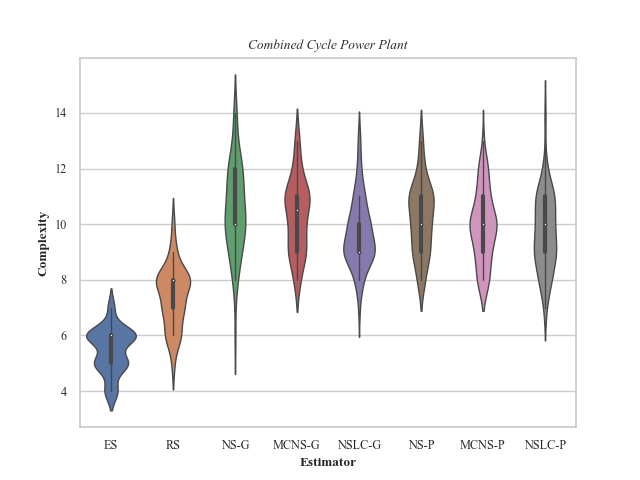 Combined Cycle Power Plant
14
12
10
8
6
4
Complexity
ES RS NS-G MCNS-G NSLC-G NS-P MCNS-P NSLC-P
Estimator